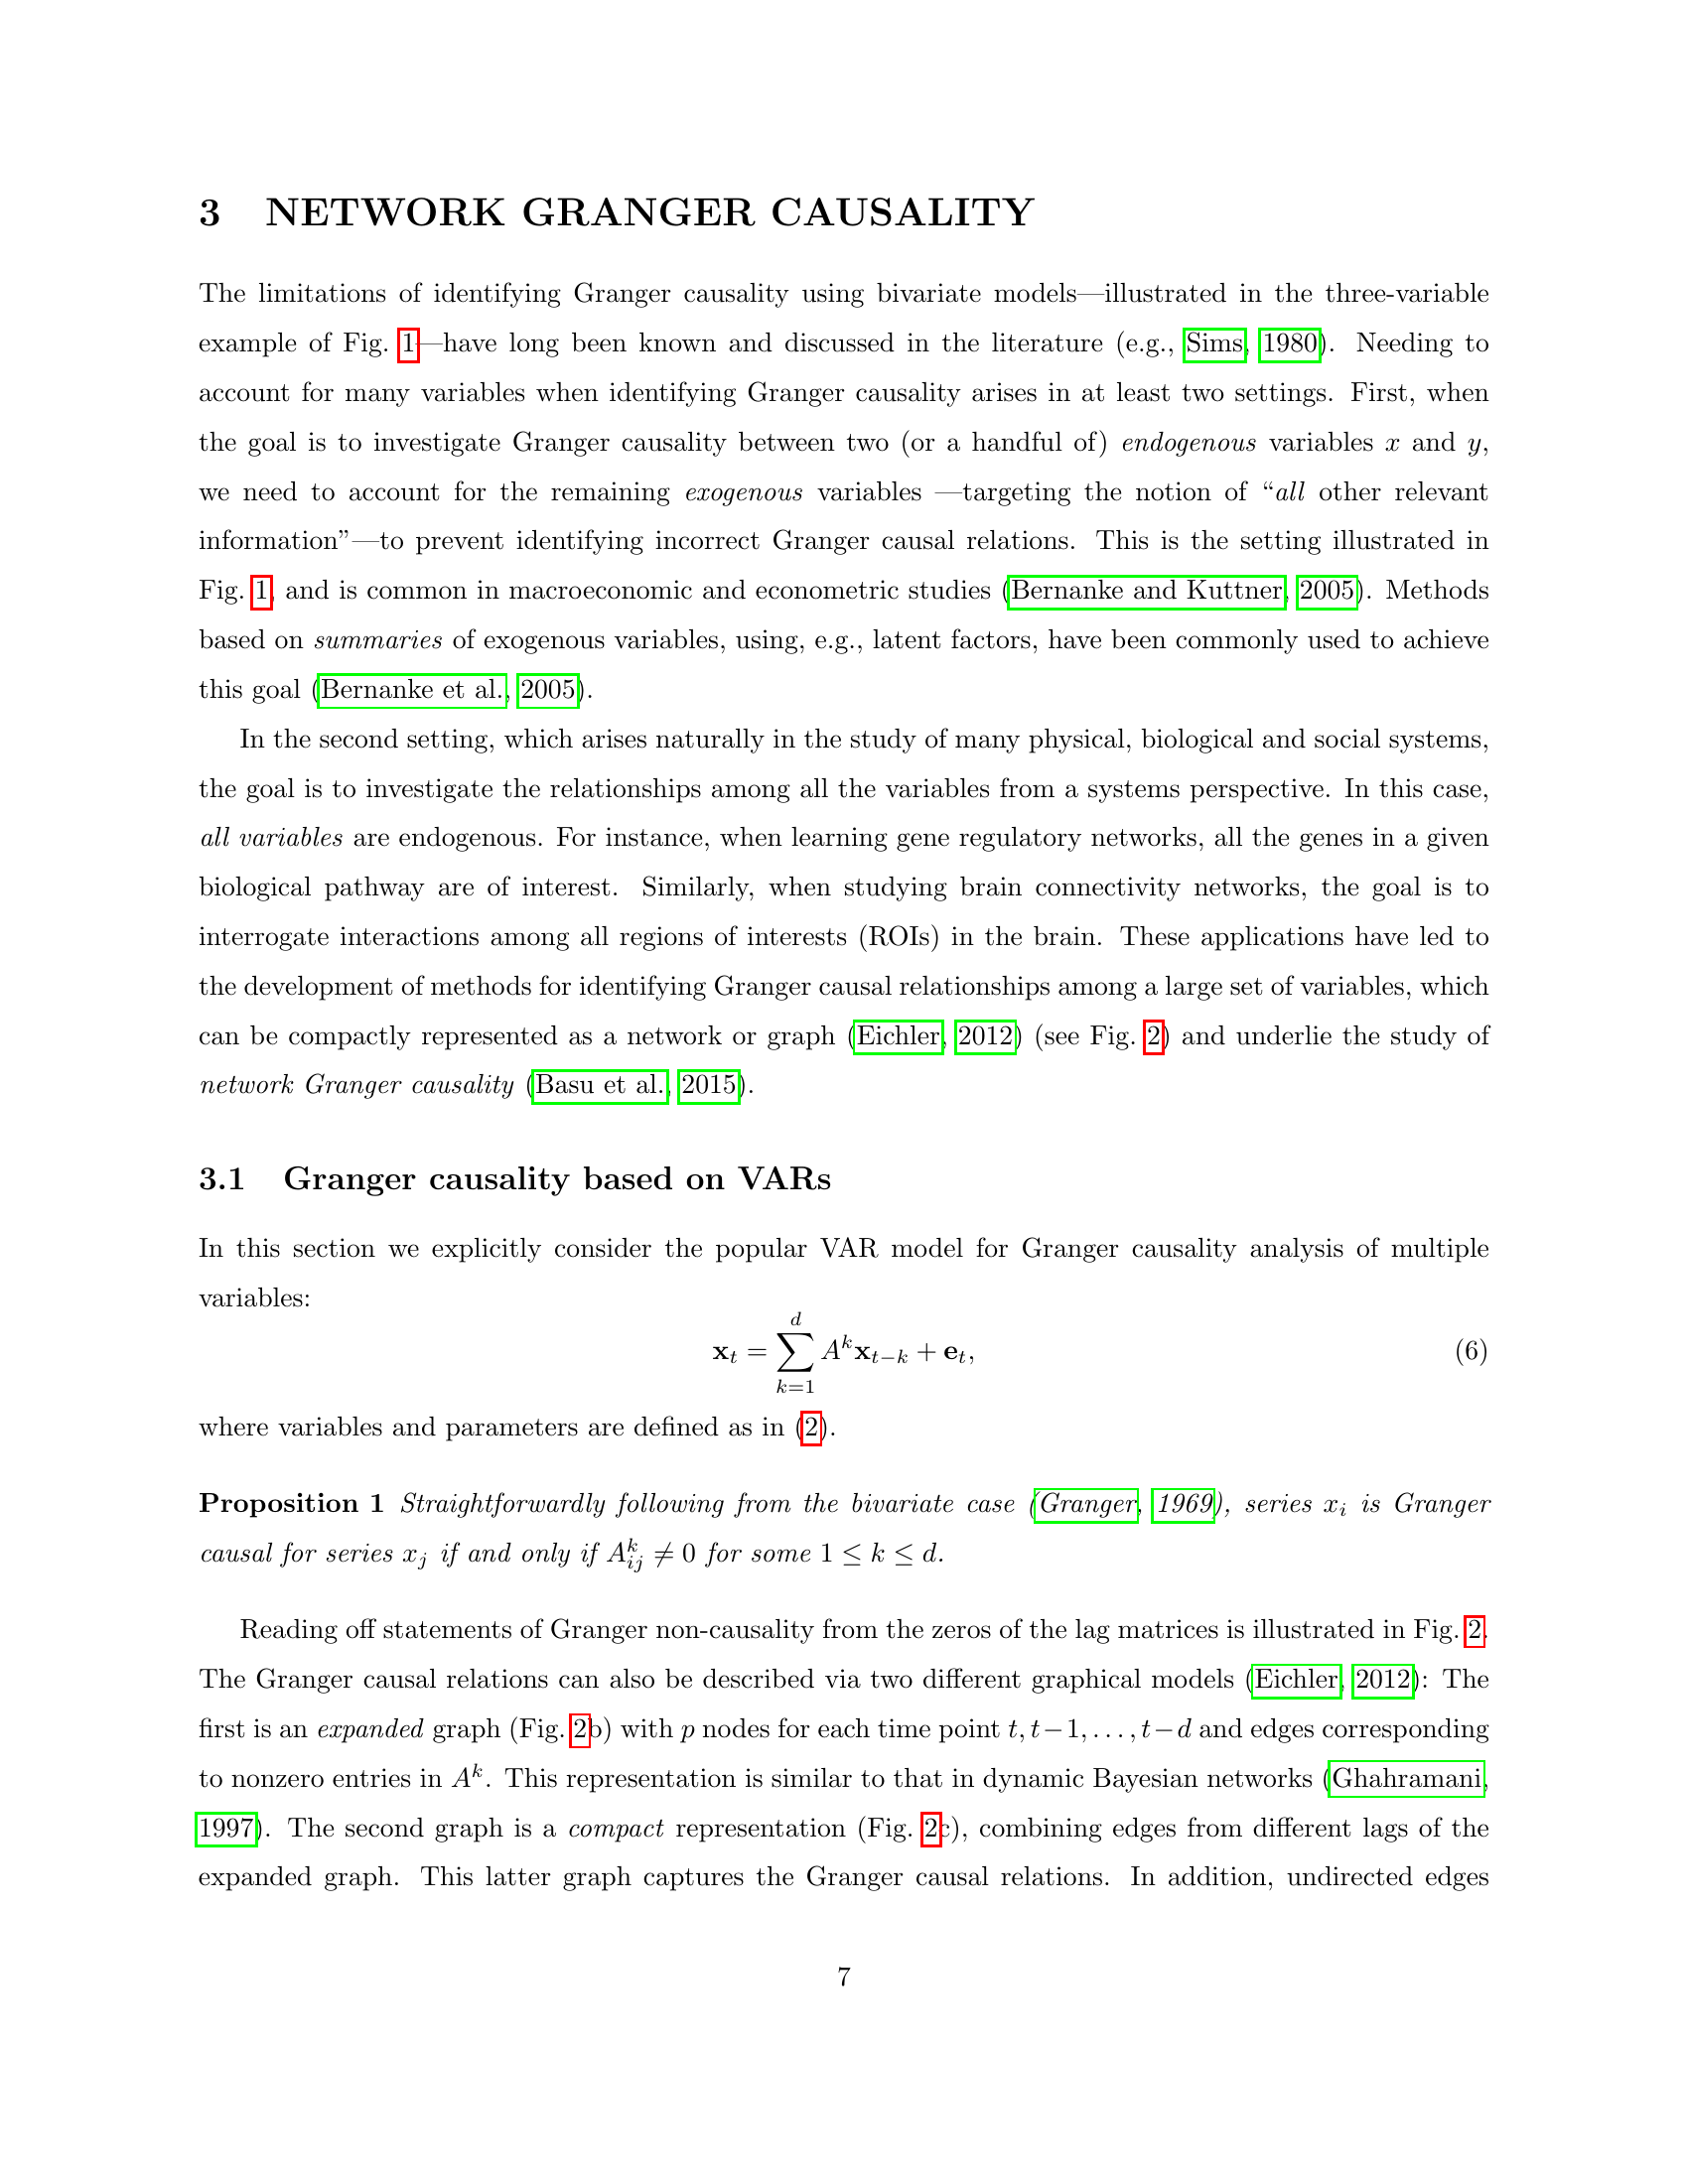 3 NETWORK GRANGER CAUSALITY
The limitations of identifying Granger causality using bivariate models—illustrated in the three-variable
example of Fig. 1—have long been known and discussed in the literature (e.g., Sims, 1980). Needing to
account for many variables when identifying Granger causality arises in at least two settings. First, when
the goal is to investigate Granger causality between two (or a handful of) endogenous variables x and y,
we need to account for the remaining exogenous variables —targeting the notion of “all other relevant
information”—to prevent identifying incorrect Granger causal relations. This is the setting illustrated in
Fig. 1, and is common in macroeconomic and econometric studies (Bernanke and Kuttner, 2005). Methods
based on summaries of exogenous variables, using, e.g., latent factors, have been commonly used to achieve
this goal (Bernanke et al., 2005).
In the second setting, which arises naturally in the study of many physical, biological and social systems,
the goal is to investigate the relationships among all the variables from a systems perspective. In this case,
all variables are endogenous. For instance, when learning gene regulatory networks, all the genes in a given
biological pathway are of interest. Similarly, when studying brain connectivity networks, the goal is to
interrogate interactions among all regions of interests (ROIs) in the brain. These applications have led to
the development of methods for identifying Granger causal relationships among a large set of variables, which
can be compactly represented as a network or graph (Eichler, 2012) (see Fig. 2) and underlie the study of
network Granger causality (Basu et al., 2015).
3.1 Granger causality based on VARs
In this section we explicitly consider the popular VAR model for Granger causality analysis of multiple
variables:
$\mathbf{x}_t = \sum_{k=1}^{d} A^k \mathbf{x}_{t-k} + \mathbf{e}_t,$ (6)
where variables and parameters are defined as in (2).
Proposition 1 Straightforwardly following from the bivariate case (Granger, 1969), series $x_i$ is Granger
causal for series $x_j$ if and only if $A^k_{ij} \neq 0$ for some $1 \leq k \leq d$.
Reading off statements of Granger non-causality from the zeros of the lag matrices is illustrated in Fig. 2.
The Granger causal relations can also be described via two different graphical models (Eichler, 2012): The
first is an expanded graph (Fig. 2b) with p nodes for each time point $t, t-1, \ldots, t-d$ and edges corresponding
to nonzero entries in $A^k$. This representation is similar to that in dynamic Bayesian networks (Ghahramani,
1997). The second graph is a compact representation (Fig. 2c), combining edges from different lags of the
expanded graph. This latter graph captures the Granger causal relations. In addition, undirected edges
7